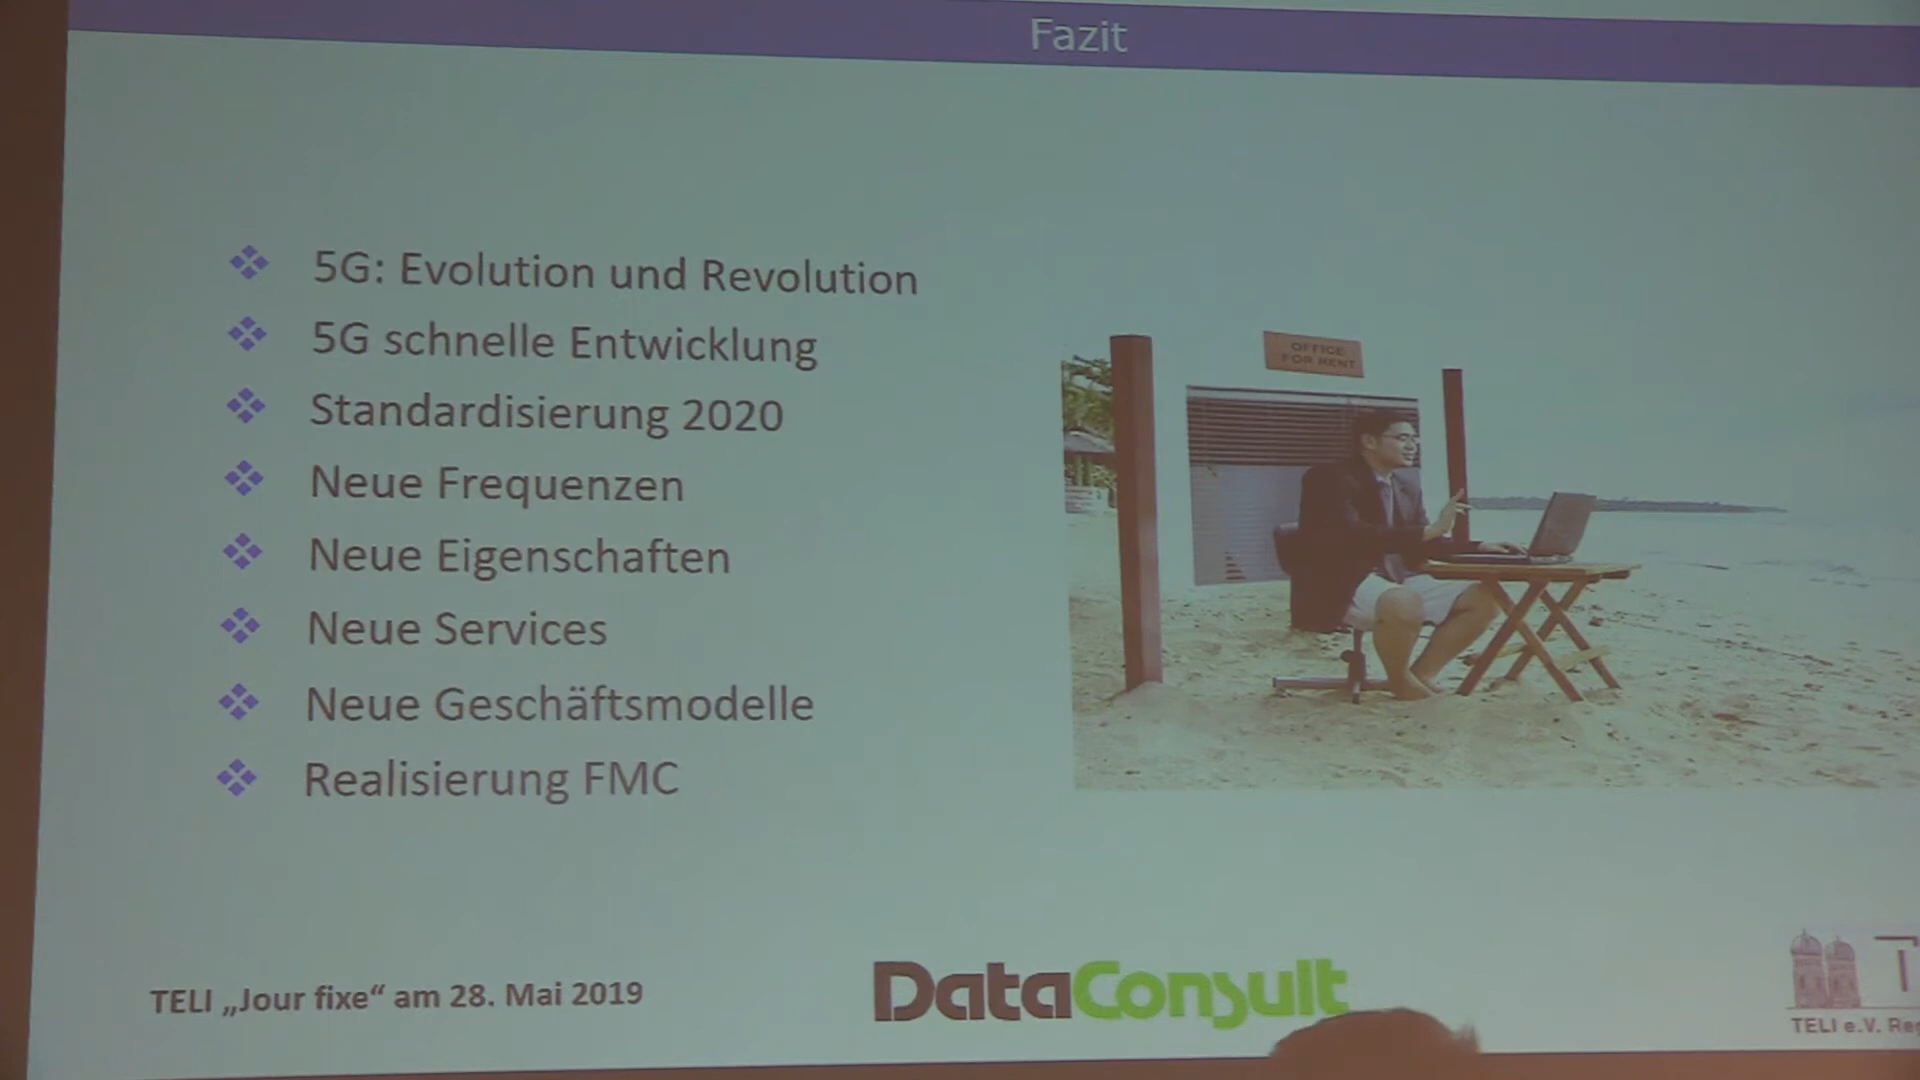 Fazit
5G: Evolution und Revolution
5G schnelle Entwicklung
Standardisierung 2020
Neue Frequenzen
Neue Eigenschaften
Neue Services
Neue Geschäftsmodelle
Realisierung FMC
OFFICE
FOR RENT
TELI „Jour fixe“ am 28. Mai 2019
DataConsult
TELI e.V.